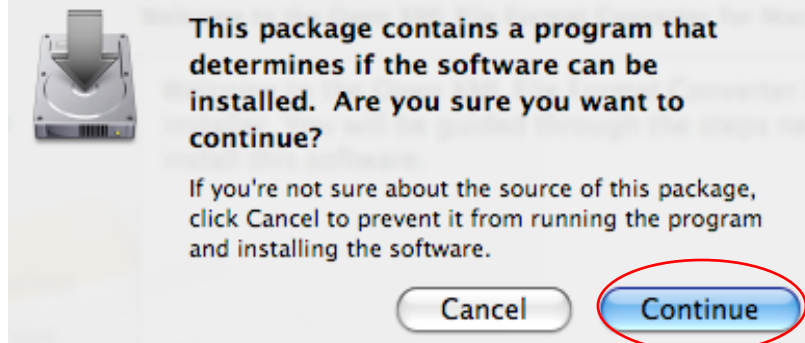 This package contains a program that
determines if the software can be
installed.  Are you sure you want to
continue?
If you're not sure about the source of this package,
click Cancel to prevent it from running the program
and installing the software.
Cancel
Continue